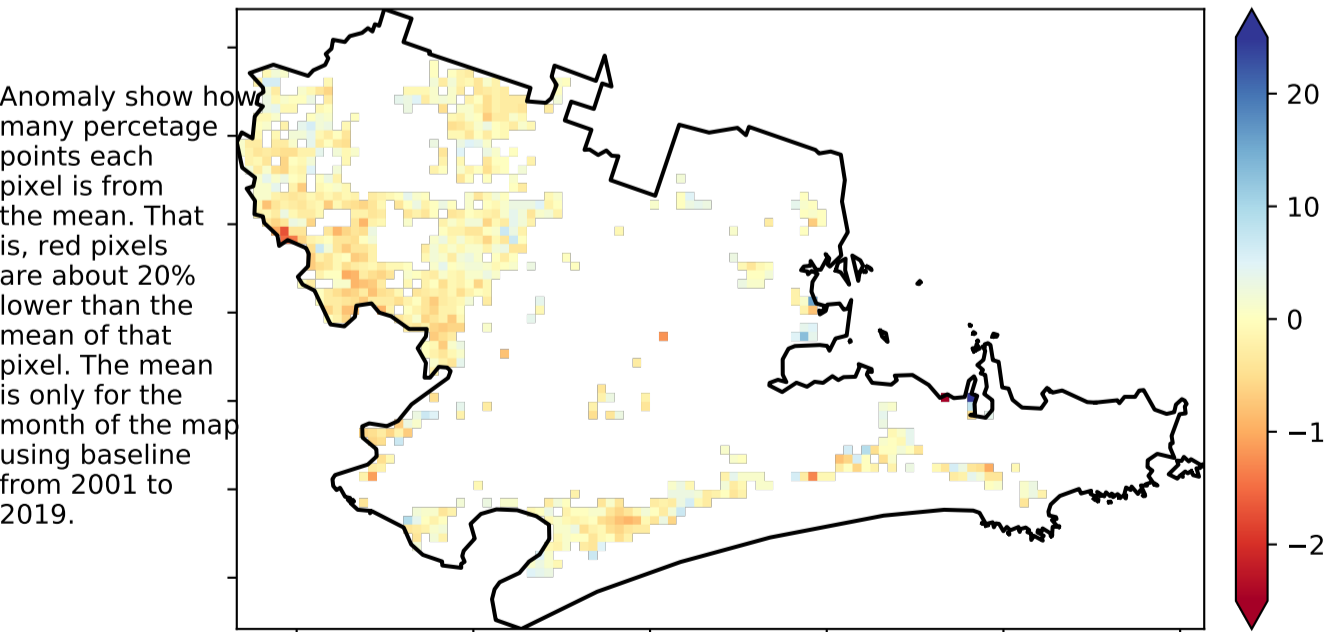 Anomaly show how
many percetage
points each
pixel is from
the mean. That
is, red pixels
are about 20%
lower than the
mean of that
pixel. The mean
is only for the
month of the map
using baseline
from 2001 to
2019.
20
10
0
−1
−2